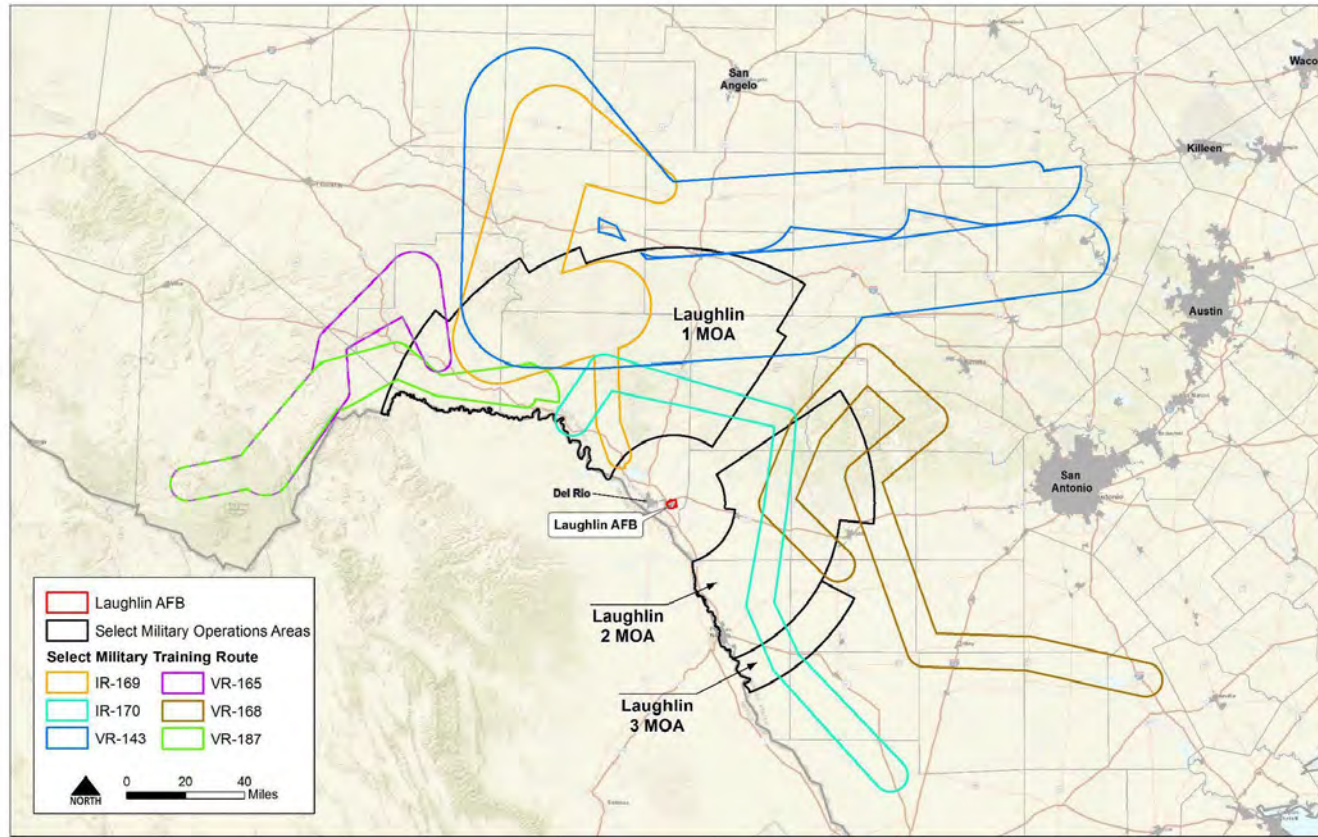 San
Angelo
Waco
Killeen
Laughlin
1 MOA
Austin
San
Antonio
Del Rio
Laughlin AFB
Laughlin
2 MOA
Laughlin
3 MOA
Laughlin AFB
Select Military Operations Areas
Select Military Training Route
IR-169
VR-165
IR-170
VR-168
VR-143
VR-187
NORTH
0 20 40
Miles